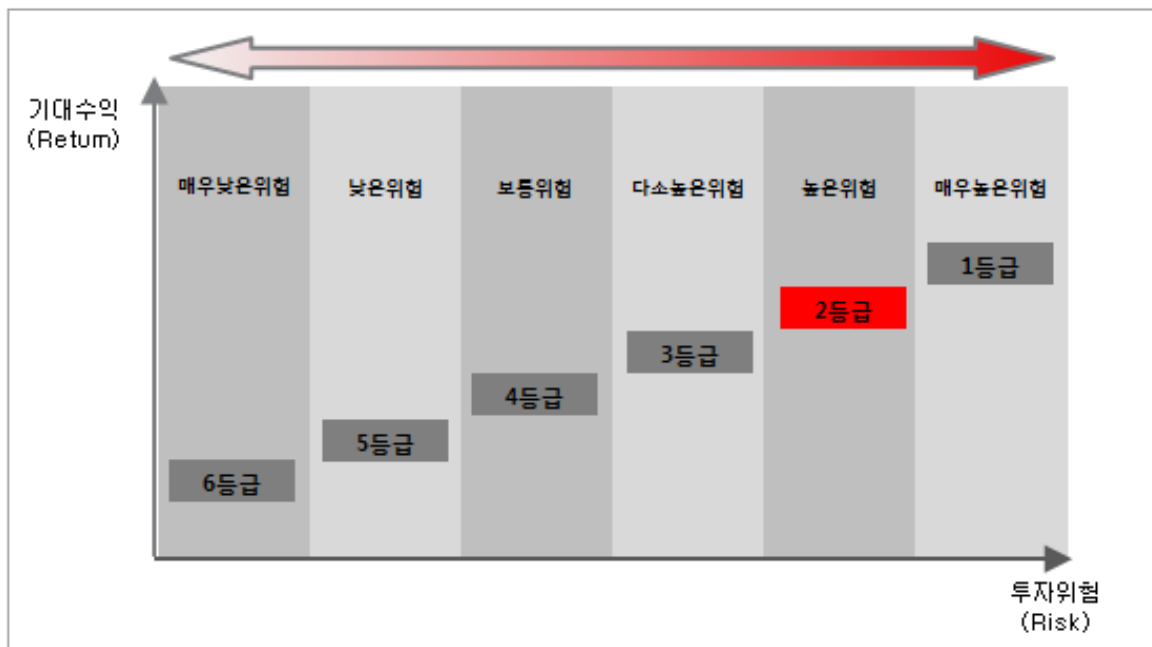 기대수익
(Return)
매우낮은위험
낮은위험
보통위험
다소높은위험
높은위험
매우높은위험
1등급
2등급
3등급
4등급
5등급
6등급
투자위험
(Risk)